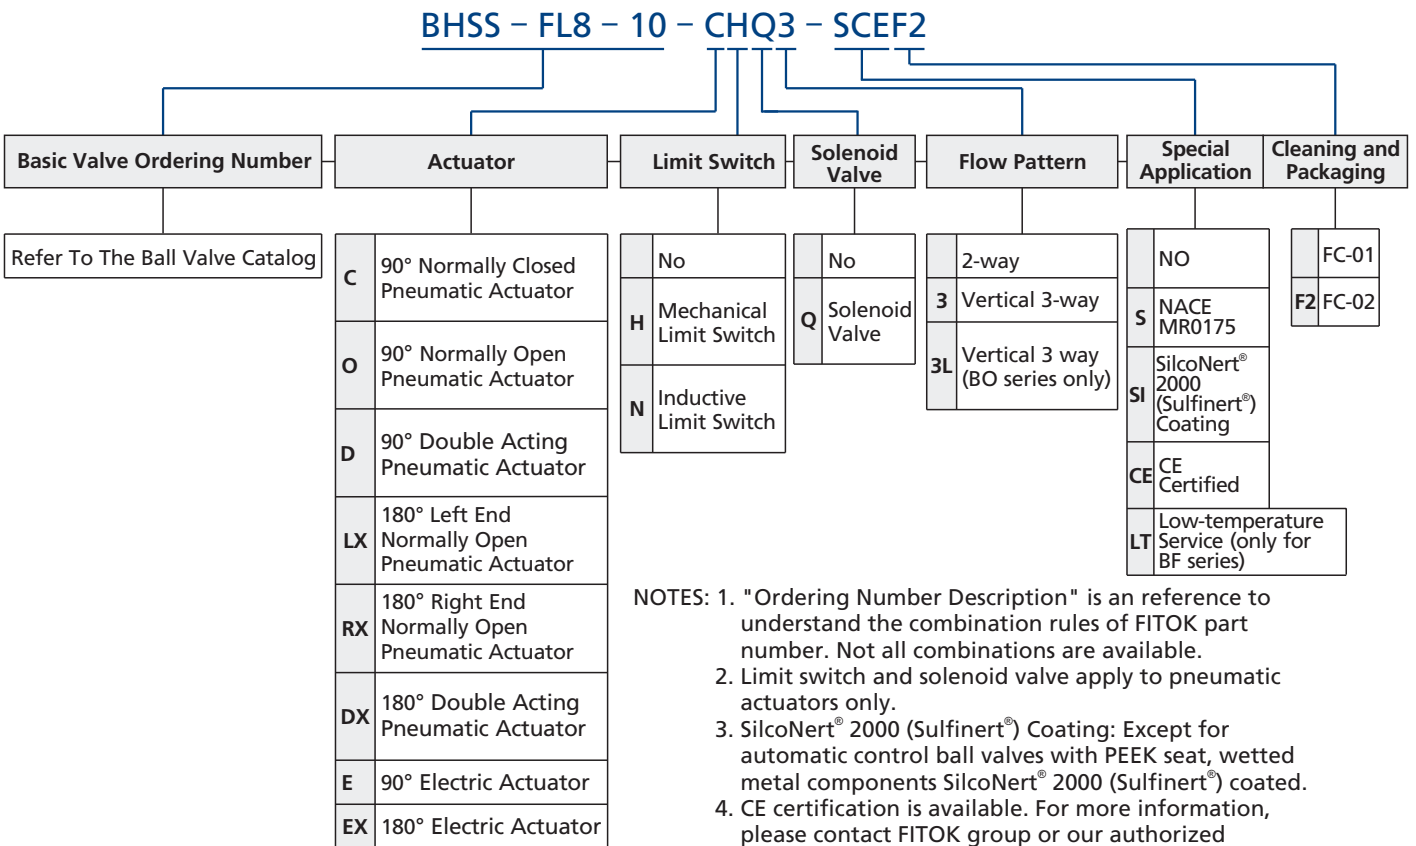 BHSS – FL8 – 10 – CHQ3 – SCEF2
Basic Valve Ordering Number
Refer To The Ball Valve Catalog
Actuator
C 90° Normally Closed
Pneumatic Actuator
O 90° Normally Open
Pneumatic Actuator
D 90° Double Acting
Pneumatic Actuator
LX 180° Left End
Normally Open
Pneumatic Actuator
RX 180° Right End
Normally Open
Pneumatic Actuator
DX 180° Double Acting
Pneumatic Actuator
E 90° Electric Actuator
EX 180° Electric Actuator
Limit Switch
No
H Mechanical
Limit Switch
N Inductive
Limit Switch
Solenoid
Valve
No
Q Solenoid
Valve
Flow Pattern
2-way
3 Vertical 3-way
3L Vertical 3 way
(BO series only)
Special
Application
NO
S NACE
MR0175
SI SilcoNert®
2000
(Sulfinert®)
Coating
CE CE
Certified
LT Low-temperature
Service (only for
BF series)
Cleaning and
Packaging
FC-01
F2 FC-02
NOTES: 1. "Ordering Number Description" is an reference to
understand the combination rules of FITOK part
number. Not all combinations are available.
2. Limit switch and solenoid valve apply to pneumatic
actuators only.
3. SilcoNert® 2000 (Sulfinert®) Coating: Except for
automatic control ball valves with PEEK seat, wetted
metal components SilcoNert® 2000 (Sulfinert®) coated.
4. CE certification is available. For more information,
please contact FITOK group or our authorized